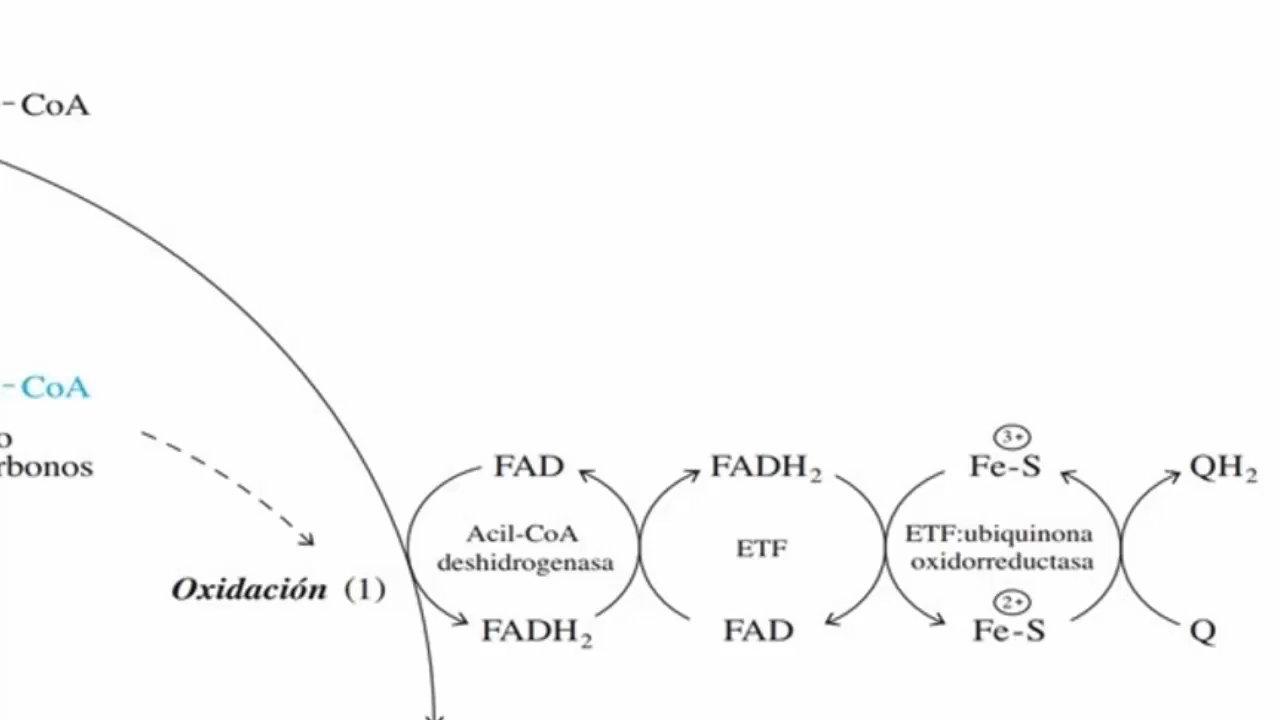 -CoA
-CoA
o
rbonos
3+
FAD
FADH₂
Fe-S
QH₂
Acil-CoA
deshidrogenasa
ETF
ETF:ubiquinona
oxidorreductasa
Oxidación (1)
2+
FADH₂
FAD
Fe-S
Q